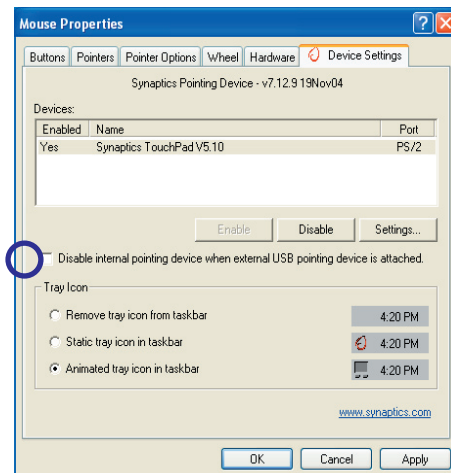 Mouse Properties
Buttons Pointers Pointer Options Wheel Hardware Device Settings
Synaptics Pointing Device - v7.12.9 19Nov04
Devices:
Enabled Name Port
Yes Synaptics TouchPad V5.10 PS/2
Enable Disable Settings...
Disable internal pointing device when external USB pointing device is attached.
Tray Icon
Remove tray icon from taskbar 4:20 PM
Static tray icon in taskbar 4:20 PM
Animated tray icon in taskbar 4:20 PM
www.synaptics.com
OK Cancel Apply